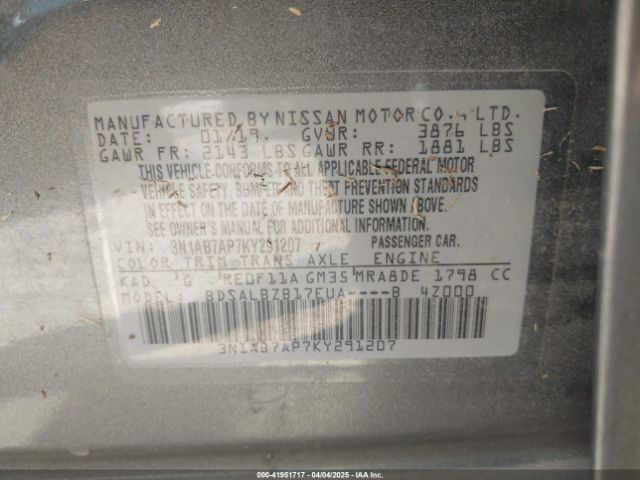 MANUFACTURED BY NISSAN MOTOR CO., LTD.
DATE: 01/19. GVWR: 3876 LBS
GAWR FR: 2143 LBS GAWR RR: 1881 LBS
THIS VEHICLE CONFORMS TO ALL APPLICABLE FEDERAL MOTOR
VEHICLE SAFETY, BUMPER AND THEFT PREVENTION STANDARDS
IN EFFECT ON THE DATE OF MANUFACTURE SHOWN ABOVE.
SEE OWNER'S MANUAL FOR ADDITIONAL INFORMATION
VIN: 3N1AB7AP7KY291207 PASSENGER CAR.
COLOR TRIM TRANS AXLE ENGINE
KAD G RE0F11A GM35 MRA8DE 1798 CC
MODEL: BDSALBZB17EUA----B 4Z000
3N1AB7AP7KY291207
000-41951717 - 04/04/2025 - IAAI.COM